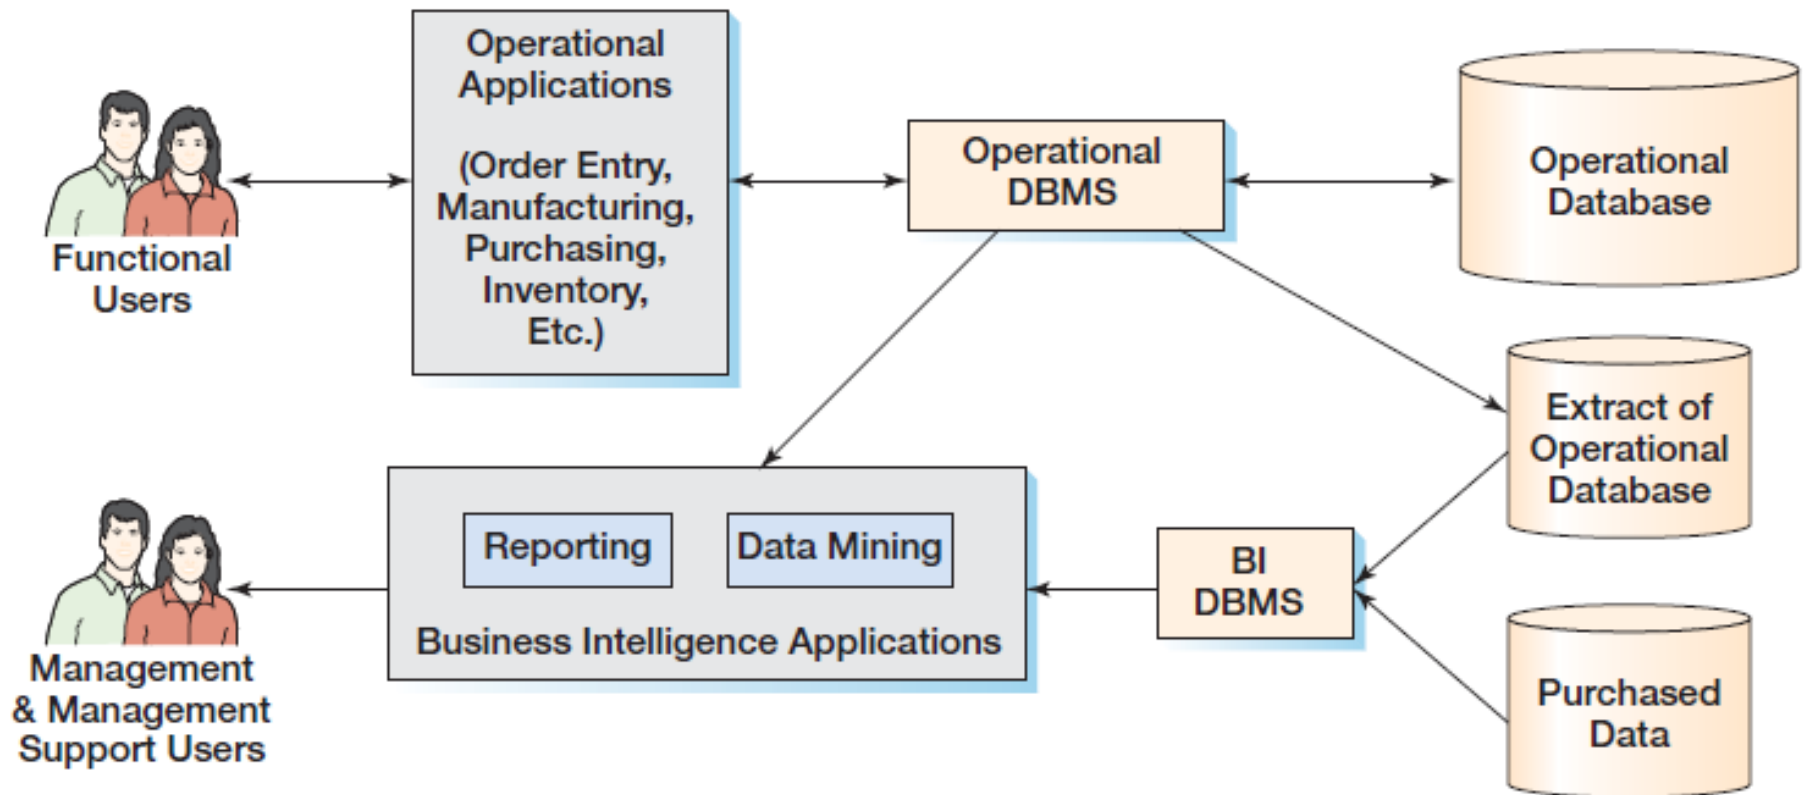 Operational
Applications
(Order Entry,
Manufacturing,
Purchasing,
Inventory,
Etc.)
Functional
Users
Operational
DBMS
Operational
Database
Extract of
Operational
Database
Reporting
Data Mining
Business Intelligence Applications
BI
DBMS
Management
& Management
Support Users
Purchased
Data